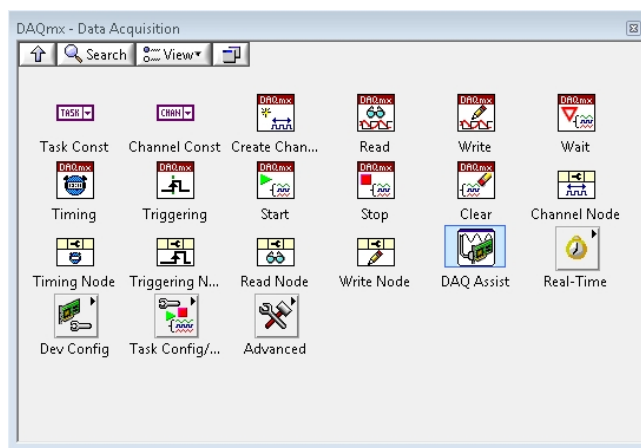 DAQmx - Data Acquisition
Search View
TASK CHAN DAQmx DAQmx DAQmx DAQmx
Task Const Channel Const Create Chan... Read Write Wait
DAQmx DAQmx DAQmx DAQmx DAQmx
Timing Triggering Start Stop Clear Channel Node
Timing Node Triggering N... Read Node Write Node DAQ Assist Real-Time
Dev Config Task Config/... Advanced